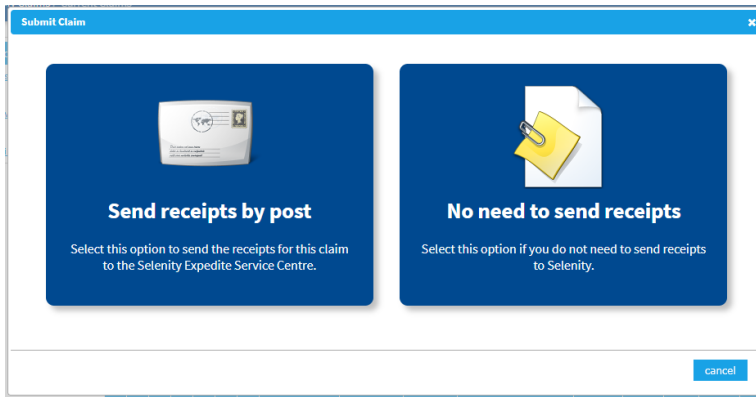 Submit Claim
Send receipts by post
Select this option to send the receipts for this claim
to the Selenity Expedite Service Centre.
No need to send receipts
Select this option if you do not need to send receipts
to Selenity.
cancel